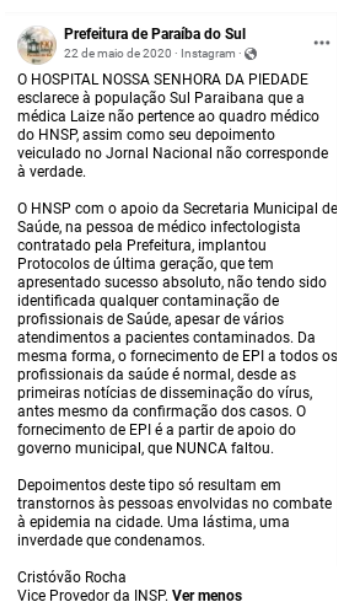 Prefeitura de Paraíba do Sul
22 de maio de 2020 · Instagram ·
O HOSPITAL NOSSA SENHORA DA PIEDADE
esclarece à população Sul Paraibana que a
médica Laize não pertence ao quadro médico
do HNSP, assim como seu depoimento
veiculado no Jornal Nacional não corresponde
à verdade.
O HNSP com o apoio da Secretaria Municipal de
Saúde, na pessoa de médico infectologista
contratado pela Prefeitura, implantou
Protocolos de última geração, que tem
apresentado sucesso absoluto, não tendo sido
identificada qualquer contaminação de
profissionais de Saúde, apesar de vários
atendimentos a pacientes contaminados. Da
mesma forma, o fornecimento de EPI a todos os
profissionais da saúde é normal, desde as
primeiras notícias de disseminação do vírus,
antes mesmo da confirmação dos casos. O
fornecimento de EPI é a partir de apoio do
governo municipal, que NUNCA faltou.
Depoimentos deste tipo só resultam em
transtornos às pessoas envolvidas no combate
à epidemia na cidade. Uma lástima, uma
inverdade que condenamos.
Cristóvão Rocha
Vice Provedor da INSP. Ver menos